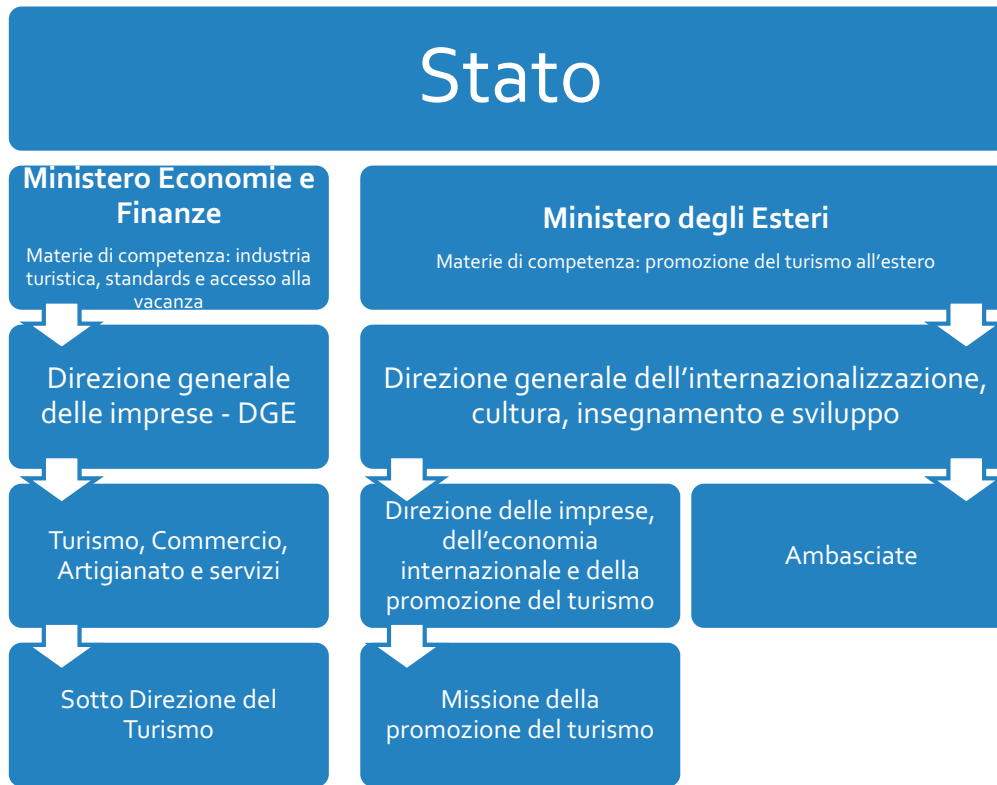 Stato
Ministero Economie e
Finanze
Materie di competenza: industria
turistica, standards e accesso alla
vacanza
Ministero degli Esteri
Materie di competenza: promozione del turismo all’estero
Direzione generale
delle imprese - DGE
Direzione generale dell’internazionalizzazione,
cultura, insegnamento e sviluppo
Turismo, Commercio,
Artigianato e servizi
Direzione delle imprese,
dell’economia
internazionale e della
promozione del turismo
Ambasciate
Sotto Direzione del
Turismo
Missione della
promozione del turismo